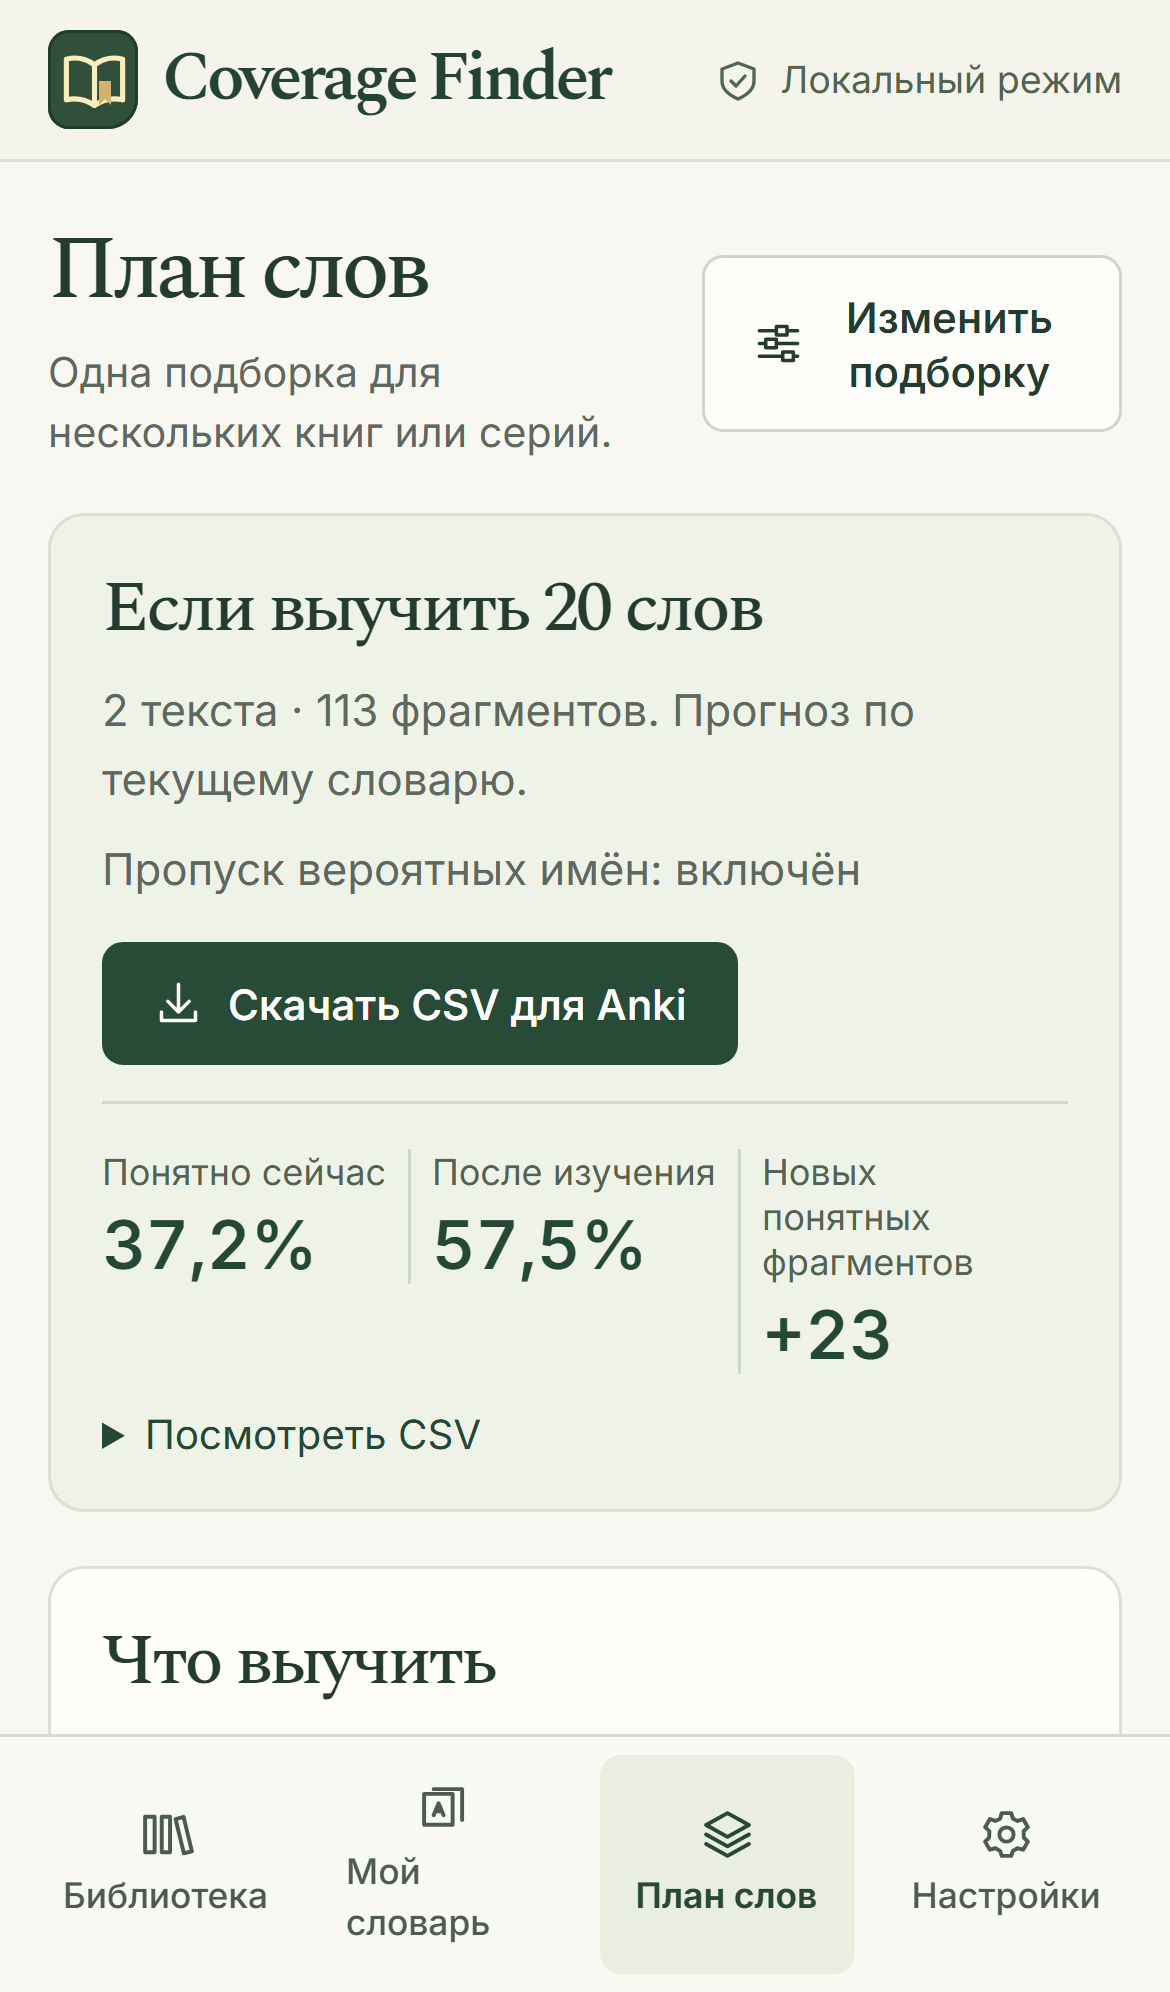 Coverage Finder
Локальный режим
План слов
Одна подборка для
нескольких книг или серий.
Изменить
подборку
Если выучить 20 слов
2 текста · 113 фрагментов. Прогноз по
текущему словарю.
Пропуск вероятных имён: включён
Скачать CSV для Anki
Понятно сейчас
37,2%
После изучения
57,5%
Новых
понятных
фрагментов
+23
Посмотреть CSV
Что выучить
Библиотека
Мой
словарь
План слов
Настройки